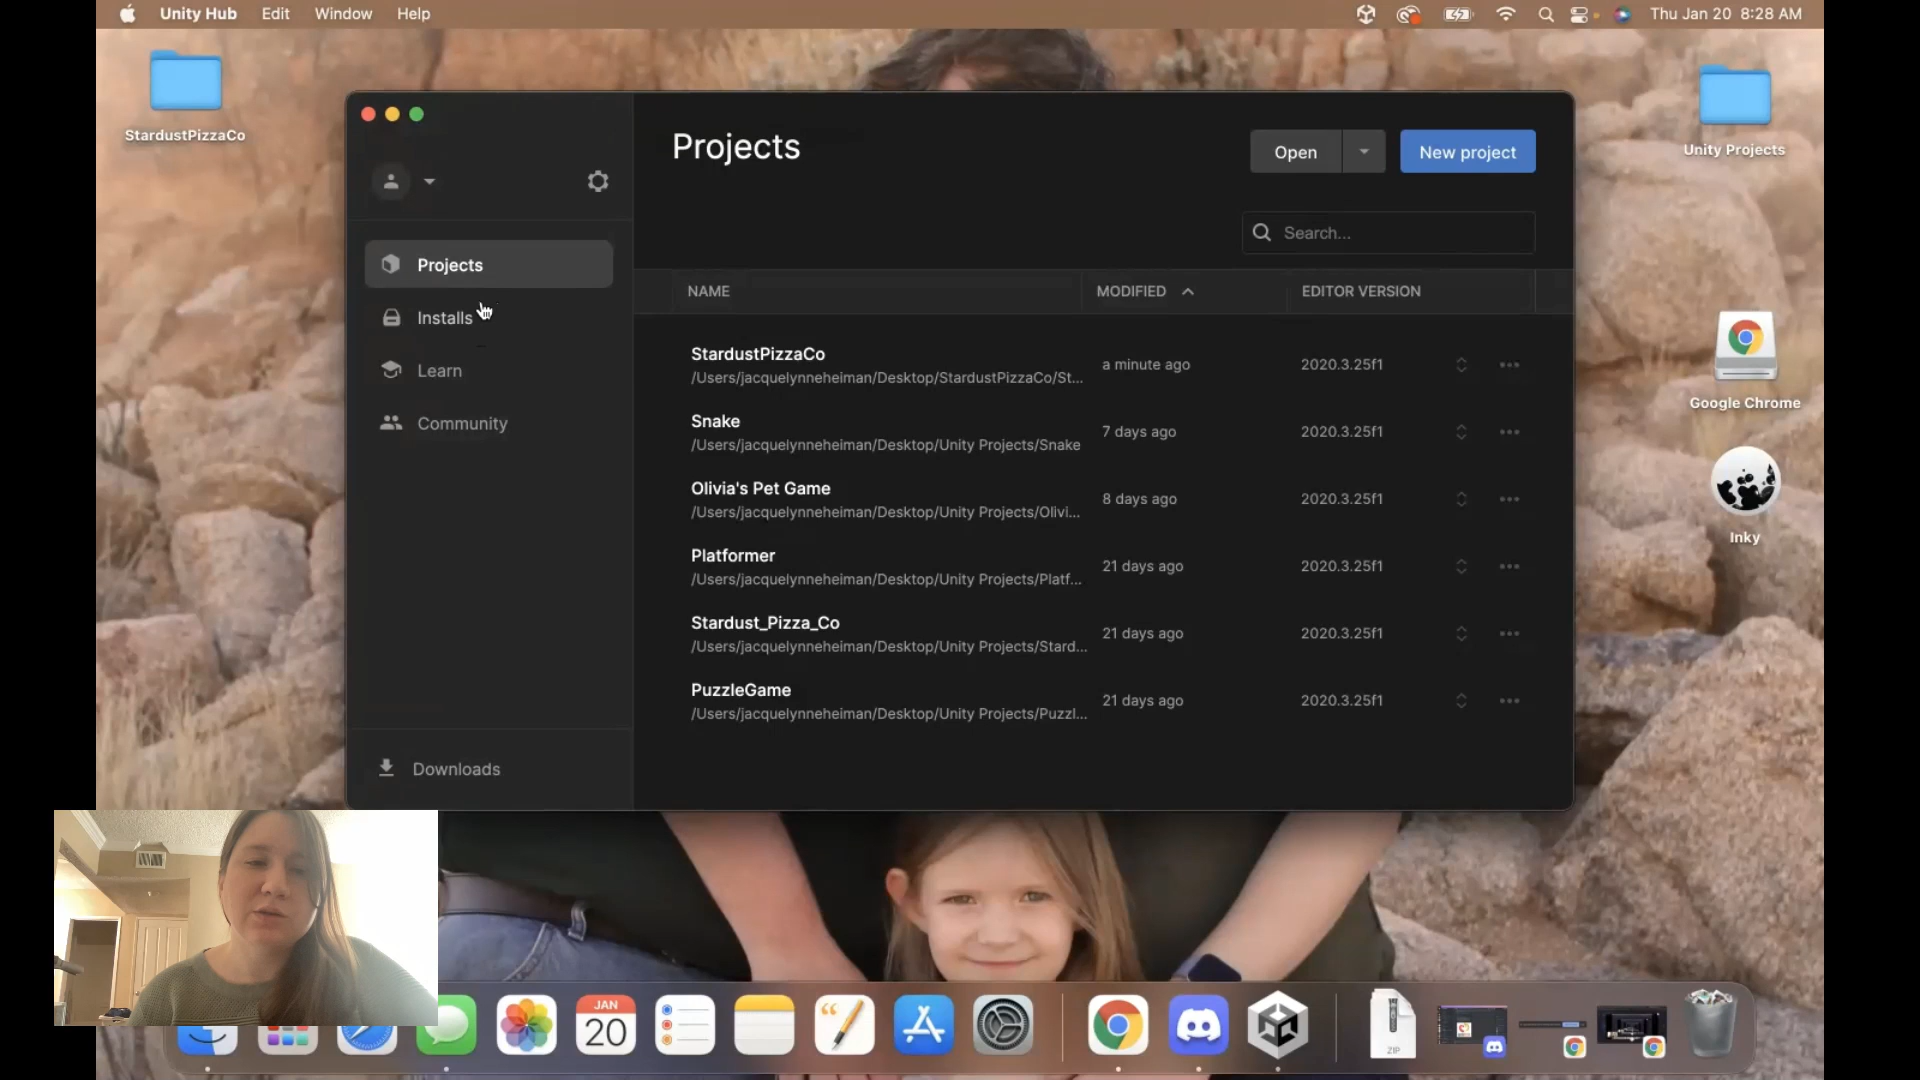 Unity Hub Edit Window Help
Thu Jan 20 8:28 AM
StardustPizzaCo
Unity Projects
Google Chrome
Inky
Projects
Installs
Learn
Community
Downloads
Projects
Open
New project
Search...
NAME MODIFIED EDITOR VERSION
StardustPizzaCo
/Users/jacquelynneheiman/Desktop/StardustPizzaCo/St...
a minute ago 2020.3.25f1
Snake
/Users/jacquelynneheiman/Desktop/Unity Projects/Snake
7 days ago 2020.3.25f1
Olivia's Pet Game
/Users/jacquelynneheiman/Desktop/Unity Projects/Olivi...
8 days ago 2020.3.25f1
Platformer
/Users/jacquelynneheiman/Desktop/Unity Projects/Platf...
21 days ago 2020.3.25f1
Stardust_Pizza_Co
/Users/jacquelynneheiman/Desktop/Unity Projects/Stard...
21 days ago 2020.3.25f1
PuzzleGame
/Users/jacquelynneheiman/Desktop/Unity Projects/Puzzl...
21 days ago 2020.3.25f1
JAN
20
ZIP